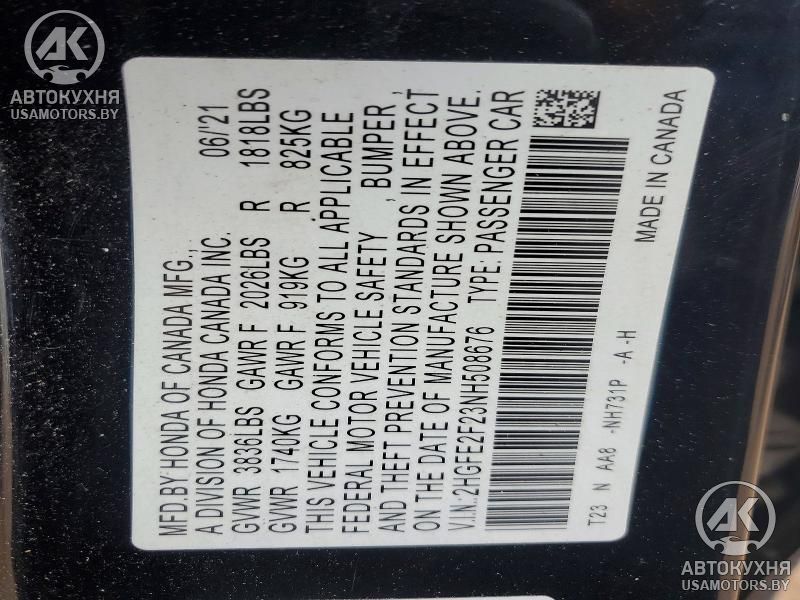 MFD.BY HONDA OF CANADA MFG., 06/'21
A DIVISION OF HONDA CANADA INC.
GVWR 3836LBS GAWR F 2026LBS R 1818LBS
GVWR 1740KG GAWR F 919KG R 825KG
THIS VEHICLE CONFORMS TO ALL APPLICABLE
FEDERAL MOTOR VEHICLE SAFETY , BUMPER ,
AND THEFT PREVENTION STANDARDS IN EFFECT
ON THE DATE OF MANUFACTURE SHOWN ABOVE.
V.I.N.2HGFE2F23NH508676 TYPE: PASSENGER CAR
T23 N AA8 -NH731P -A -H MADE IN CANADA
AK
АВТОКУХНЯ
USAMOTORS.BY
AK
АВТОКУХНЯ
USAMOTORS.BY